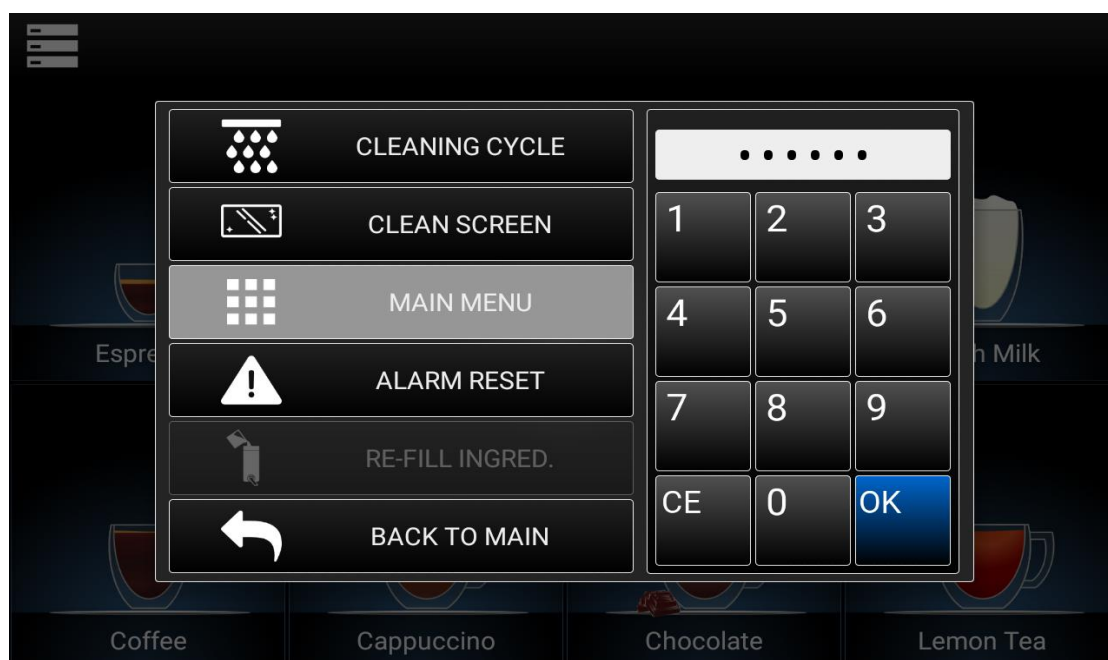 CLEANING CYCLE
CLEAN SCREEN
MAIN MENU
ALARM RESET
RE-FILL INGRED.
BACK TO MAIN
1 2 3
4 5 6
7 8 9
CE 0 OK
Espre
h Milk
Coffee
Cappuccino
Chocolate
Lemon Tea